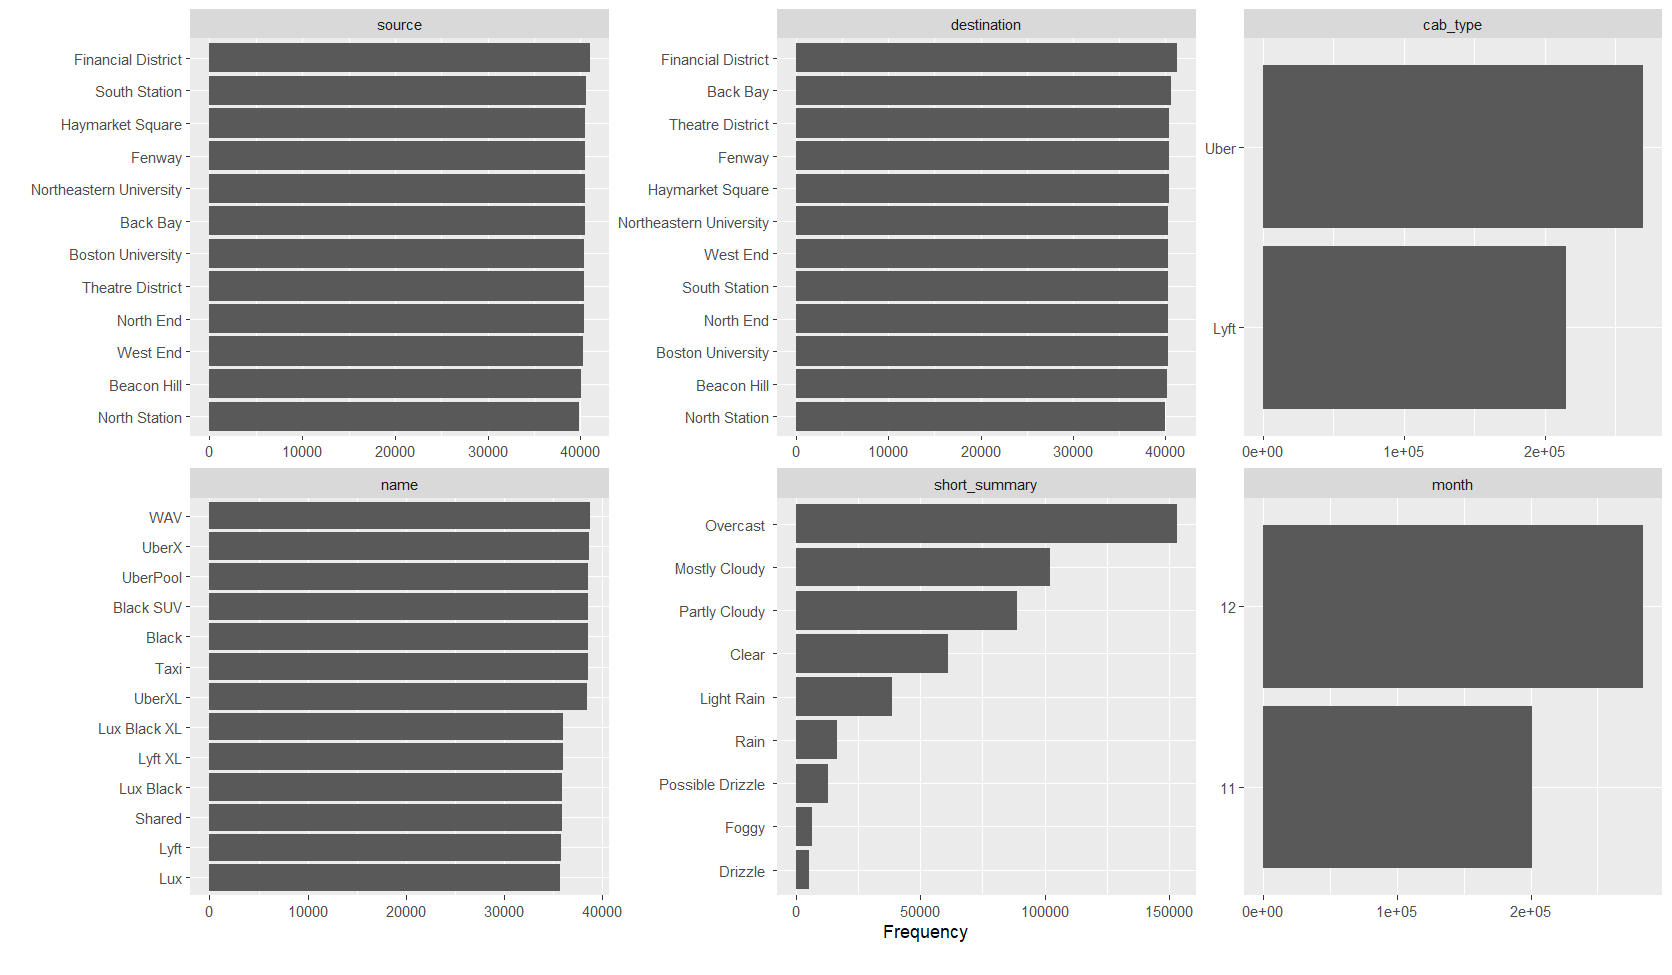 source
Financial District
South Station
Haymarket Square
Fenway
Northeastern University
Back Bay
Boston University
Theatre District
North End
West End
Beacon Hill
North Station
0 10000 20000 30000 40000
destination
Financial District
Back Bay
Theatre District
Fenway
Haymarket Square
Northeastern University
West End
South Station
North End
Boston University
Beacon Hill
North Station
0 10000 20000 30000 40000
cab_type
Uber
Lyft
0e+00 1e+05 2e+05
name
WAV
UberX
UberPool
Black SUV
Black
Taxi
UberXL
Lux Black XL
Lyft XL
Lux Black
Shared
Lyft
Lux
0 10000 20000 30000 40000
short_summary
Overcast
Mostly Cloudy
Partly Cloudy
Clear
Light Rain
Rain
Possible Drizzle
Foggy
Drizzle
0 50000 100000 150000
month
12
11
0e+00 1e+05 2e+05
Frequency